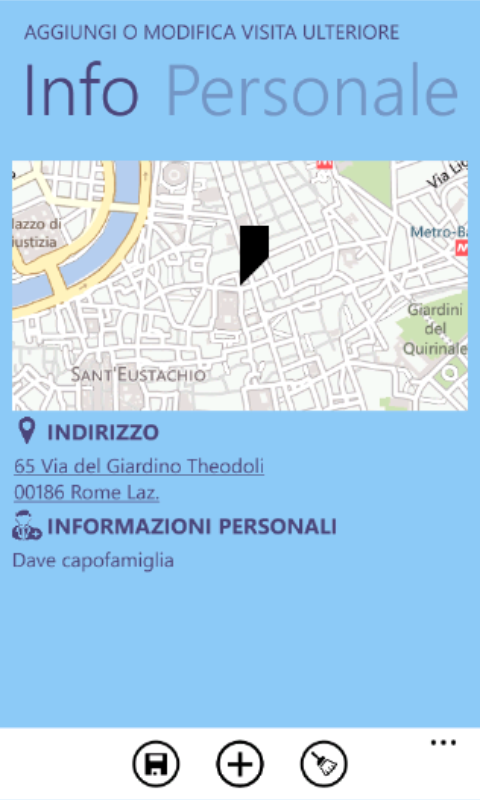 AGGIUNGI O MODIFICA VISITA ULTERIORE
Info Personale
Via
lazzo di
iustizia
Metro-Ba
Giardini
del
Quirinale
SANT'EUSTACHIO
INDIRIZZO
65 Via del Giardino Theodoli
00186 Rome Laz.
INFORMAZIONI PERSONALI
Dave capofamiglia